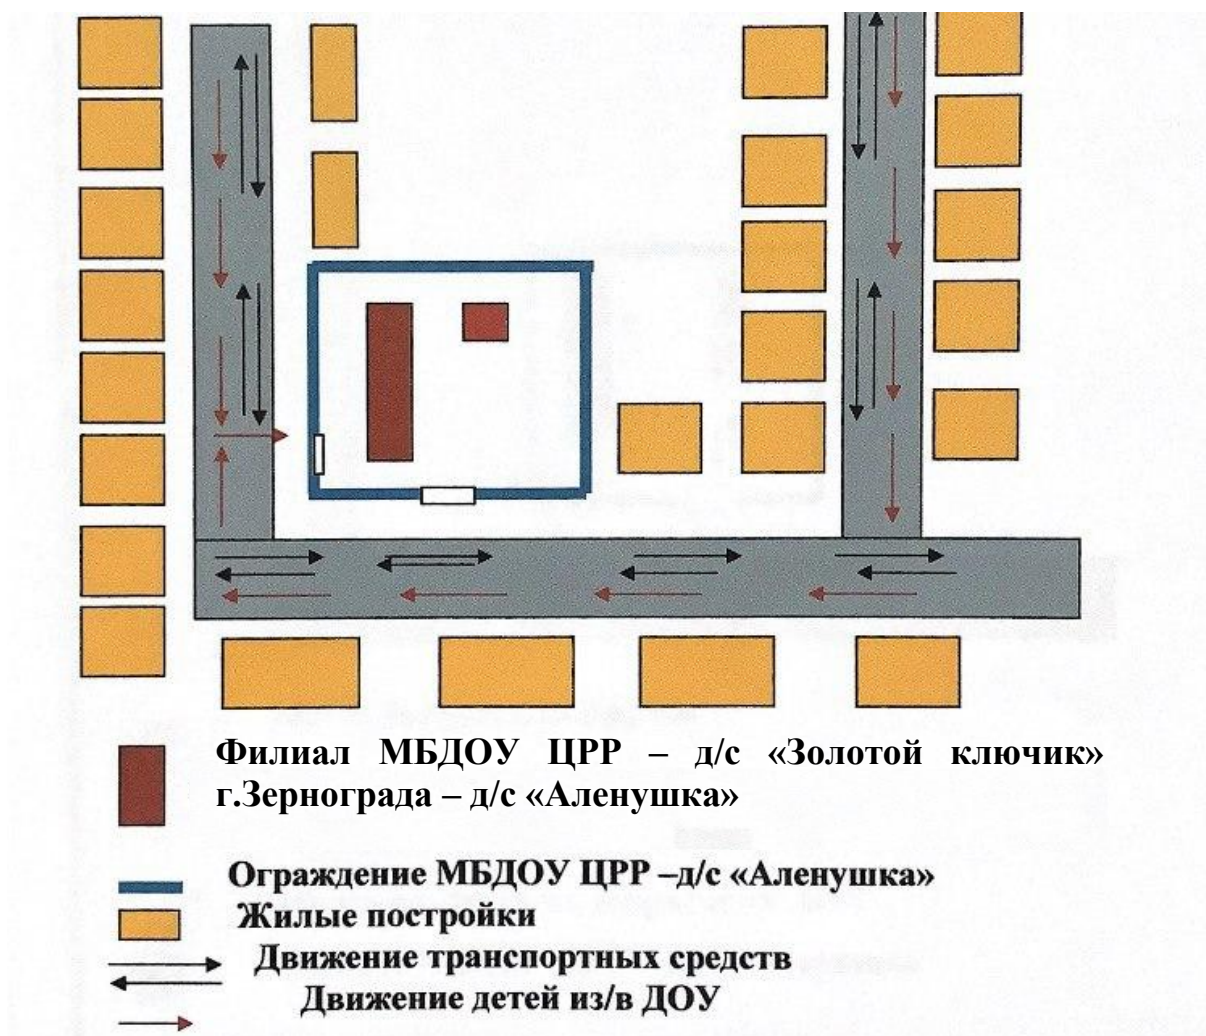 Филиал МБДОУ ЦРР – д/с «Золотой ключик»
г.Зернограда – д/с «Аленушка»
Ограждение МБДОУ ЦРР –д/с «Аленушка»
Жилые постройки
Движение транспортных средств
Движение детей из/в ДОУ